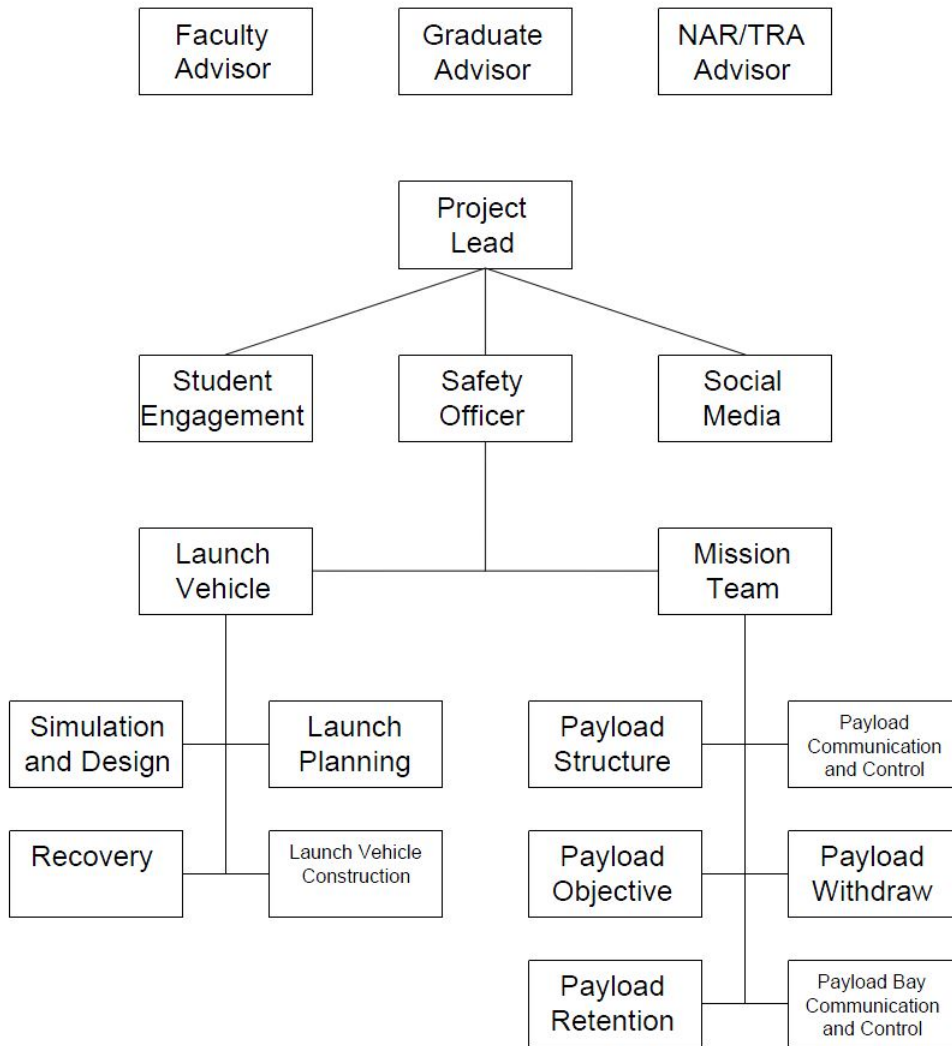 Faculty
Advisor
Graduate
Advisor
NAR/TRA
Advisor
Project
Lead
Student
Engagement
Safety
Officer
Social
Media
Launch
Vehicle
Mission
Team
Simulation
and Design
Launch
Planning
Payload
Structure
Payload
Communication
and Control
Recovery
Launch Vehicle
Construction
Payload
Objective
Payload
Withdraw
Payload
Retention
Payload Bay
Communication
and Control